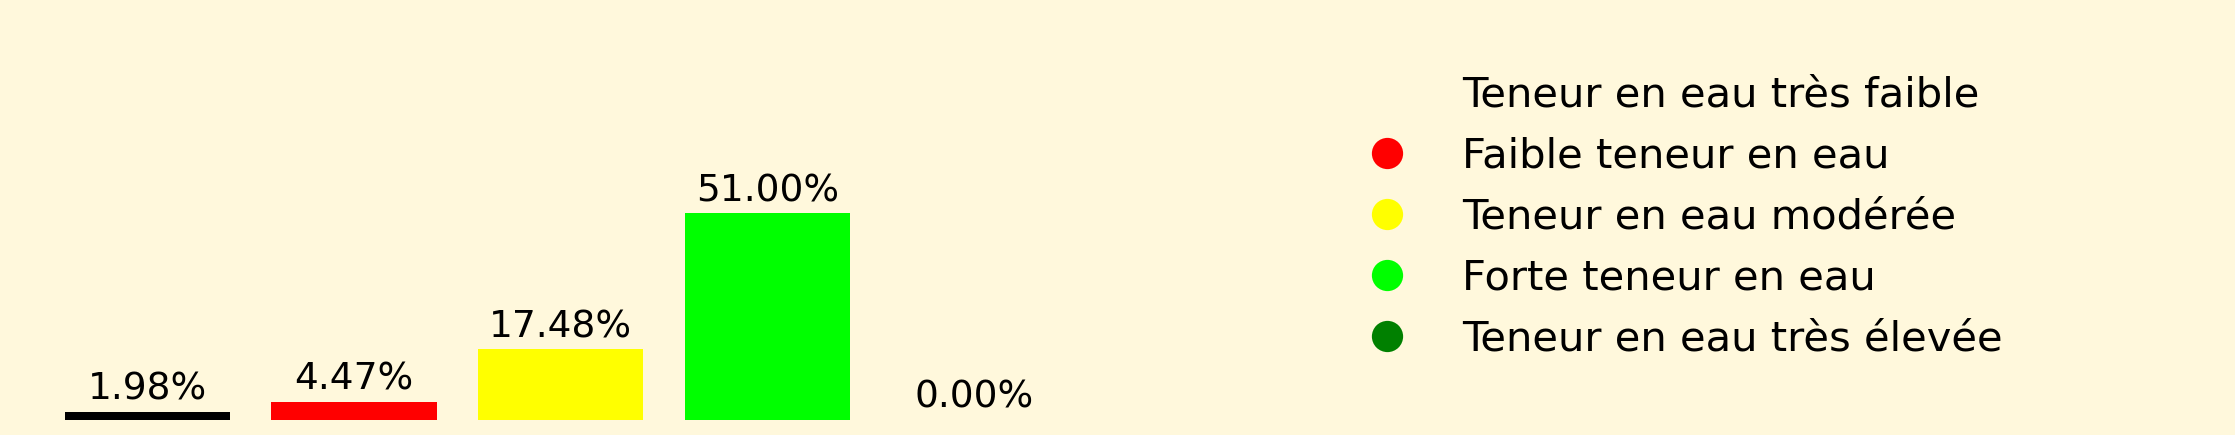 1.98%
4.47%
17.48%
51.00%
0.00%
Teneur en eau très faible
Faible teneur en eau
Teneur en eau modérée
Forte teneur en eau
Teneur en eau très élevée